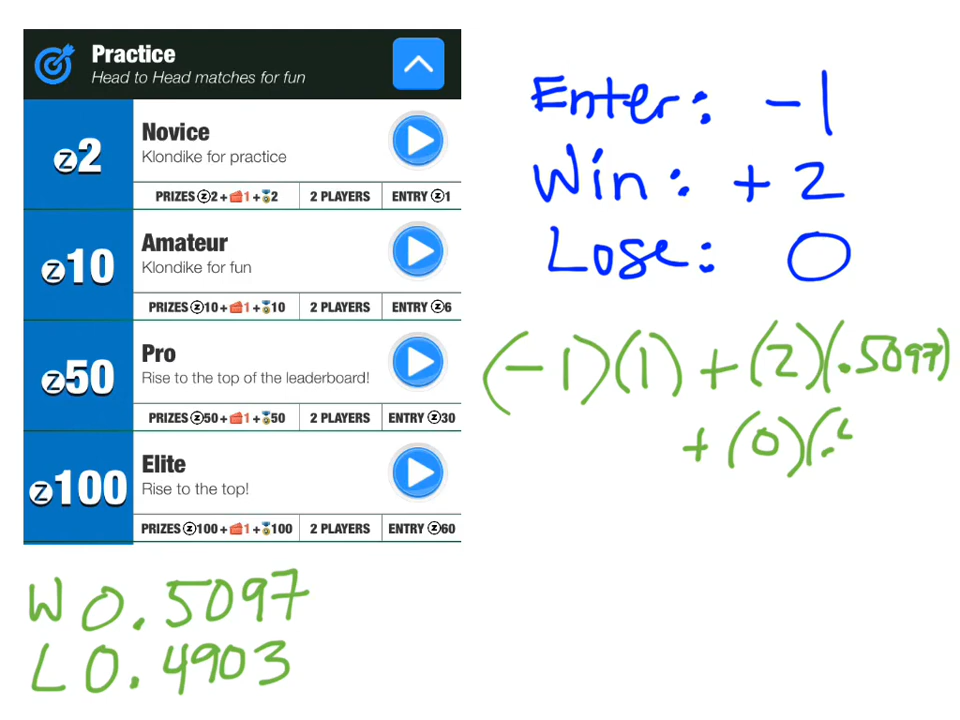 Practice
Head to Head matches for fun
Z2
Novice
Klondike for practice
PRIZES Z2 + 1 + 2 2 PLAYERS ENTRY Z1
Z10
Amateur
Klondike for fun
PRIZES Z10 + 1 + 10 2 PLAYERS ENTRY Z6
Z50
Pro
Rise to the top of the leaderboard!
PRIZES Z50 + 1 + 50 2 PLAYERS ENTRY Z30
Z100
Elite
Rise to the top!
PRIZES Z100 + 1 + 100 2 PLAYERS ENTRY Z60
Enter: -1
Win: +2
Lose: 0
(-1)(1) + (2)(.5097)
+ (0)(.
W 0.5097
L 0.4903